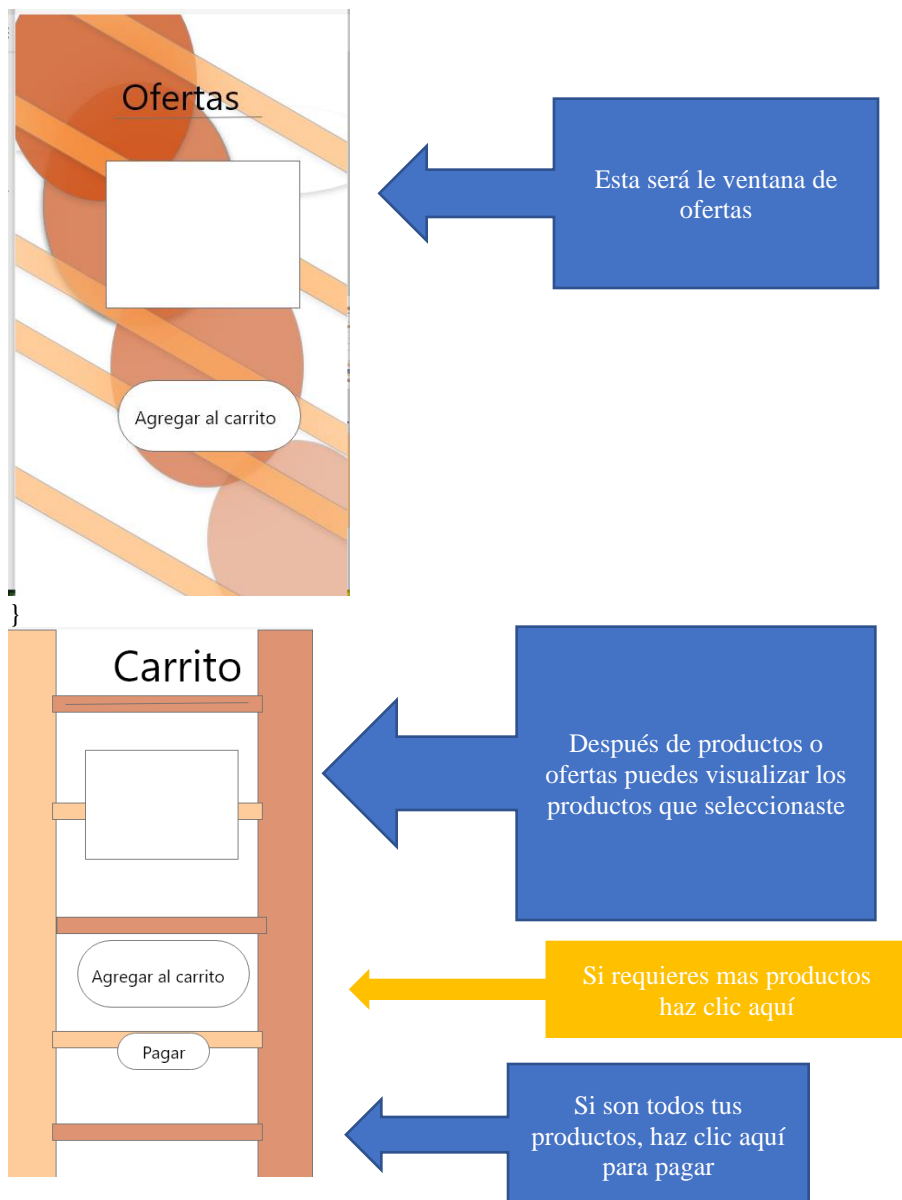 Ofertas
Esta será le ventana de
ofertas
Agregar al carrito
}
Carrito
Después de productos o
ofertas puedes visualizar los
productos que seleccionaste
Agregar al carrito
Si requieres mas productos
haz clic aquí
Pagar
Si son todos tus
productos, haz clic aquí
para pagar